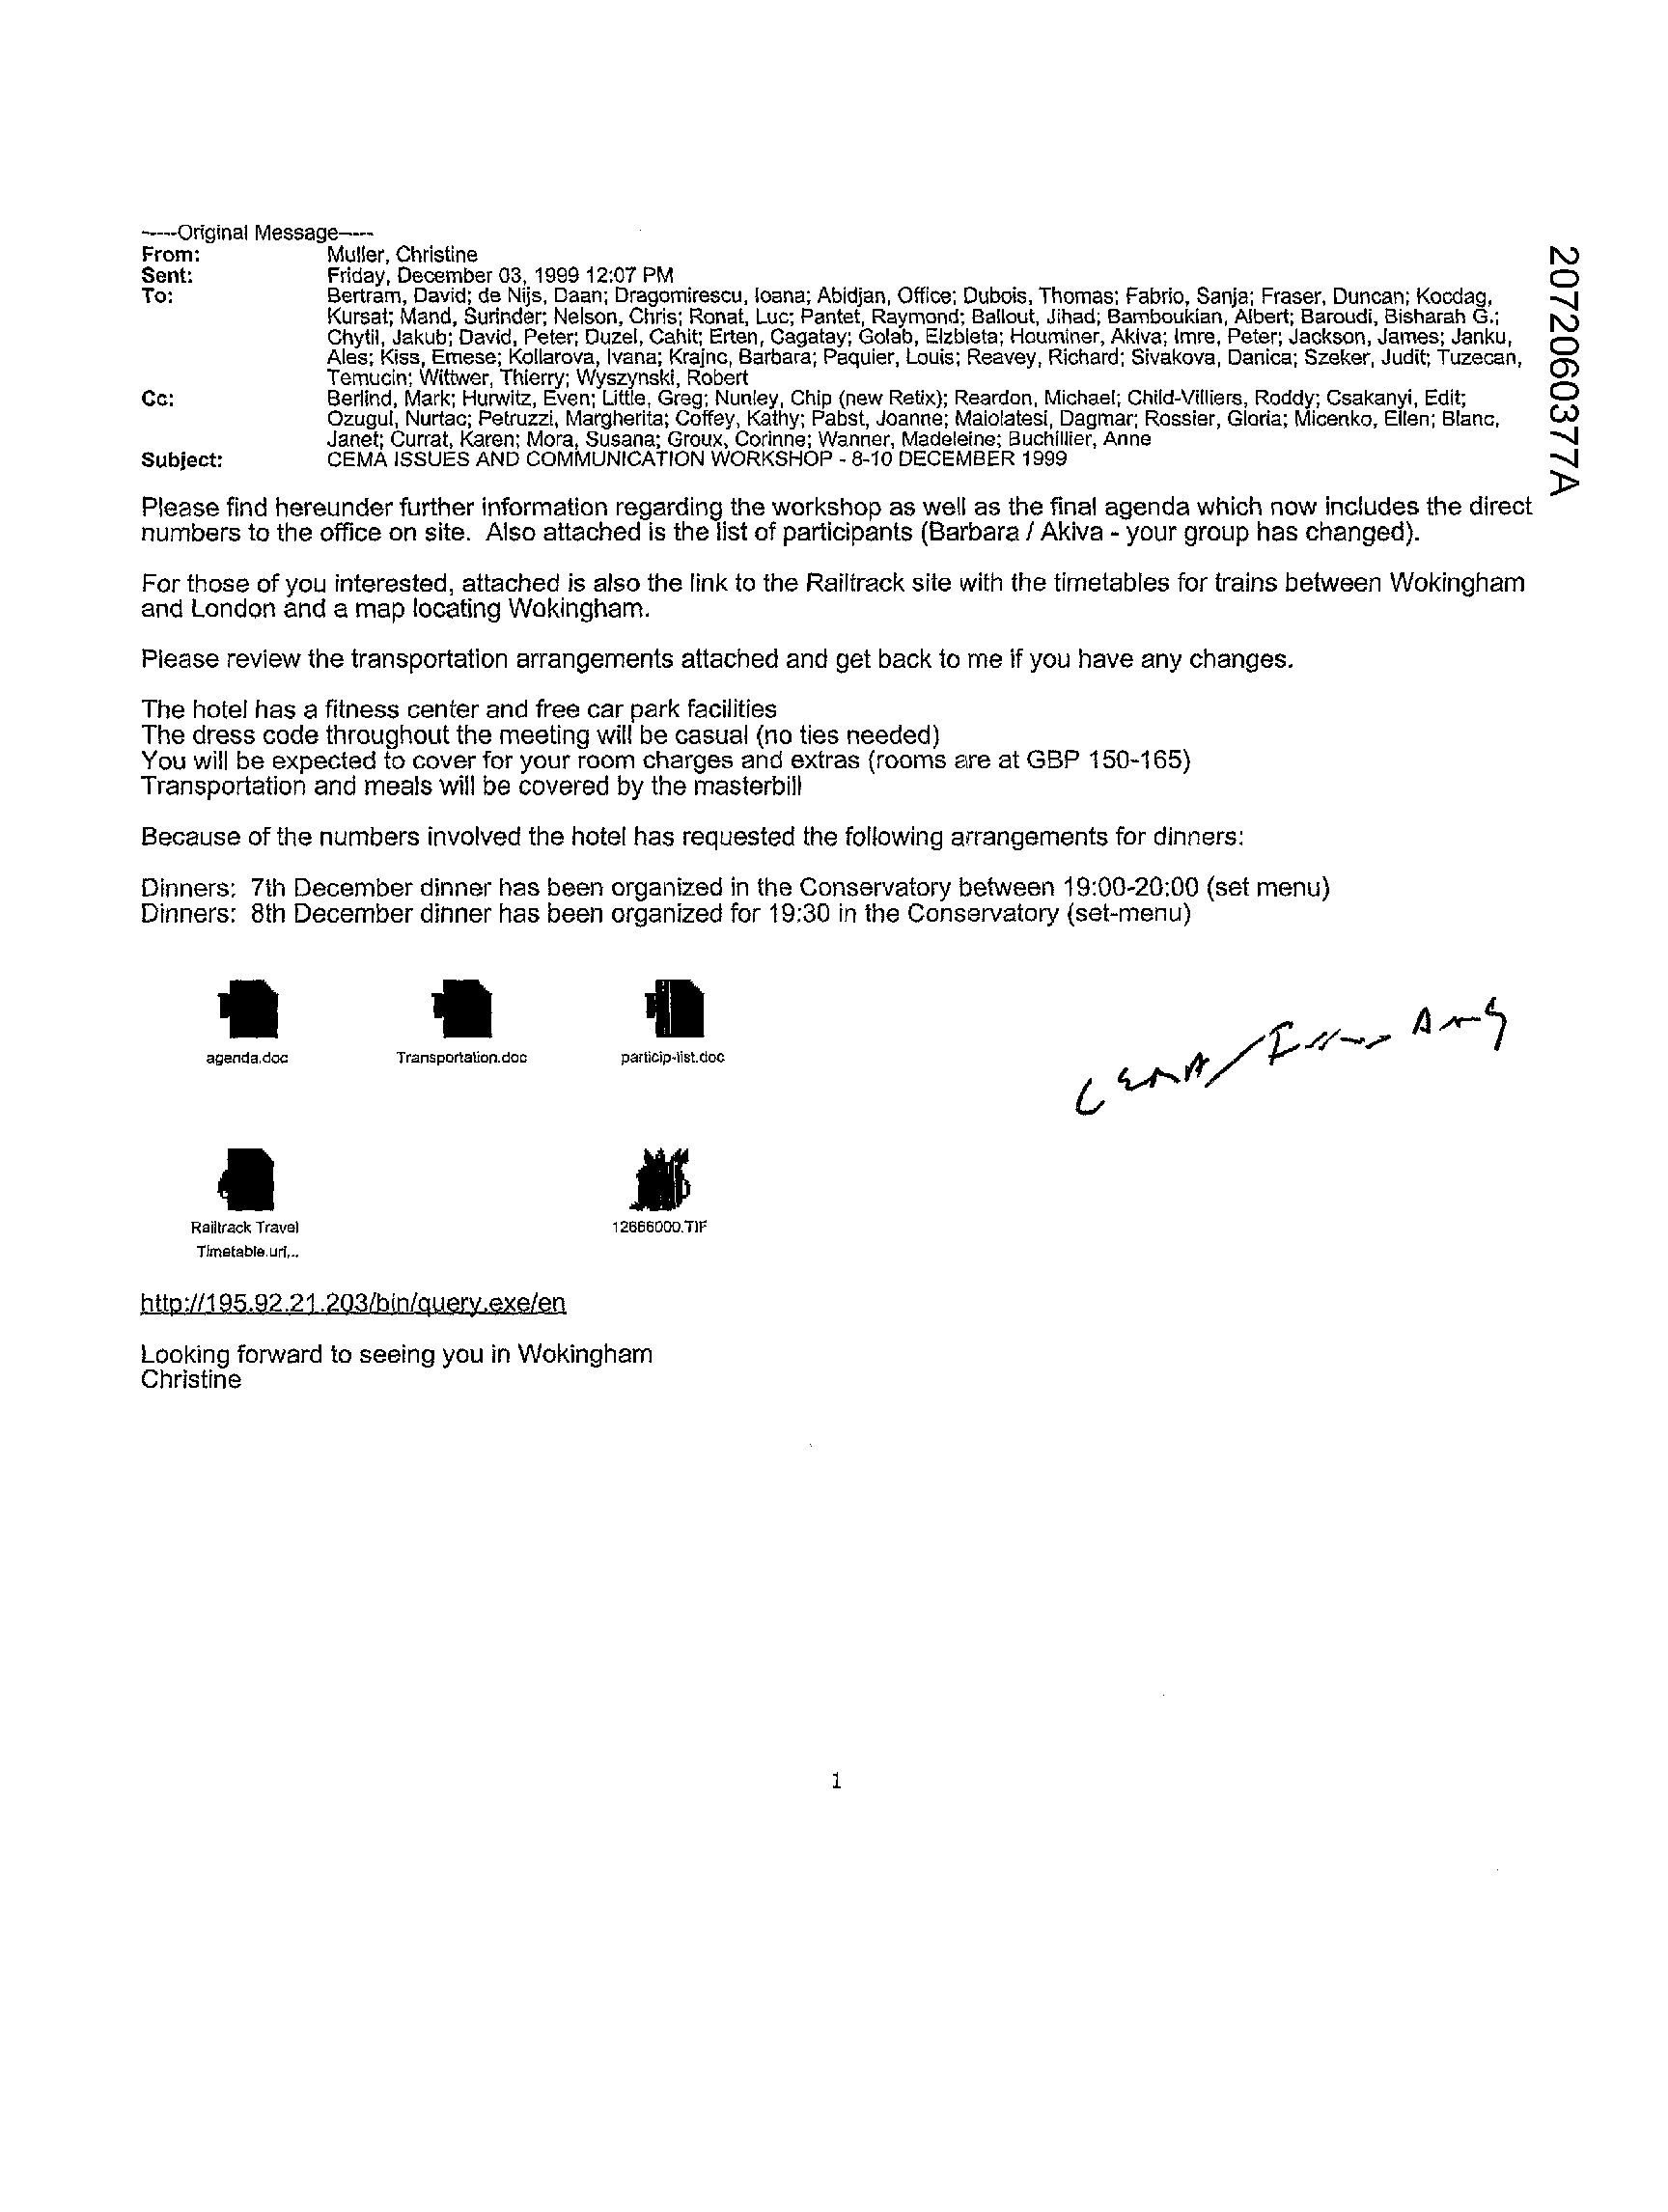 -----Original Message-----
From: Muller, Christine
Sent: Friday, December 03, 1999 12:07 PM
To: Bertram, David; de Nijs, Daan; Dragomirescu, Ioana; Abidjan, Office; Dubois, Thomas; Fabrio, Sanja; Fraser, Duncan; Kocdag,
Kursat; Mand, Surinder; Nelson, Chris; Ronat, Luc; Pantet, Raymond; Ballout, Jihad; Bamboukian, Albert; Baroudi, Bisharah G.;
Chytil, Jakub; David, Peter; Duzel, Cahit; Erten, Cagatay; Golab, Elzbieta; Houminer, Akiva; Imre, Peter; Jackson, James; Janku,
Ales; Kiss, Emese; Kollarova, Ivana; Krajnc, Barbara; Paquier, Louis; Reavey, Richard; Sivakova, Danica; Szeker, Judit; Tuzecan,
Temucin; Wittwer, Thierry; Wyszynski, Robert
Cc: Berlind, Mark; Hurwitz, Even; Little, Greg; Nunley, Chip (new Retix); Reardon, Michael; Child-Villiers, Roddy; Csakanyi, Edit;
Ozugul, Nurtac; Petruzzi, Margherita; Coffey, Kathy; Pabst, Joanne; Maiolatesi, Dagmar; Rossier, Gloria; Micenko, Ellen; Blanc,
Janet; Currat, Karen; Mora, Susana; Groux, Corinne; Wanner, Madeleine; Buchillier, Anne
Subject: CEMA ISSUES AND COMMUNICATION WORKSHOP - 8-10 DECEMBER 1999
2072060377A
Please find hereunder further information regarding the workshop as well as the final agenda which now includes the direct
numbers to the office on site. Also attached is the list of participants (Barbara / Akiva - your group has changed).
For those of you interested, attached is also the link to the Railtrack site with the timetables for trains between Wokingham
and London and a map locating Wokingham.
Please review the transportation arrangements attached and get back to me if you have any changes.
The hotel has a fitness center and free car park facilities
The dress code throughout the meeting will be casual (no ties needed)
You will be expected to cover for your room charges and extras (rooms are at GBP 150-165)
Transportation and meals will be covered by the masterbill
Because of the numbers involved the hotel has requested the following arrangements for dinners:
Dinners: 7th December dinner has been organized in the Conservatory between 19:00-20:00 (set menu)
Dinners: 8th December dinner has been organized for 19:30 in the Conservatory (set-menu)
agenda.doc Transportation.doc particip-list.doc
CEMA/
Railtrack Travel 12666000.TIF
Timetable.url...
http://195.92.21.203/bin/query.exe/en
Looking forward to seeing you in Wokingham
Christine
1